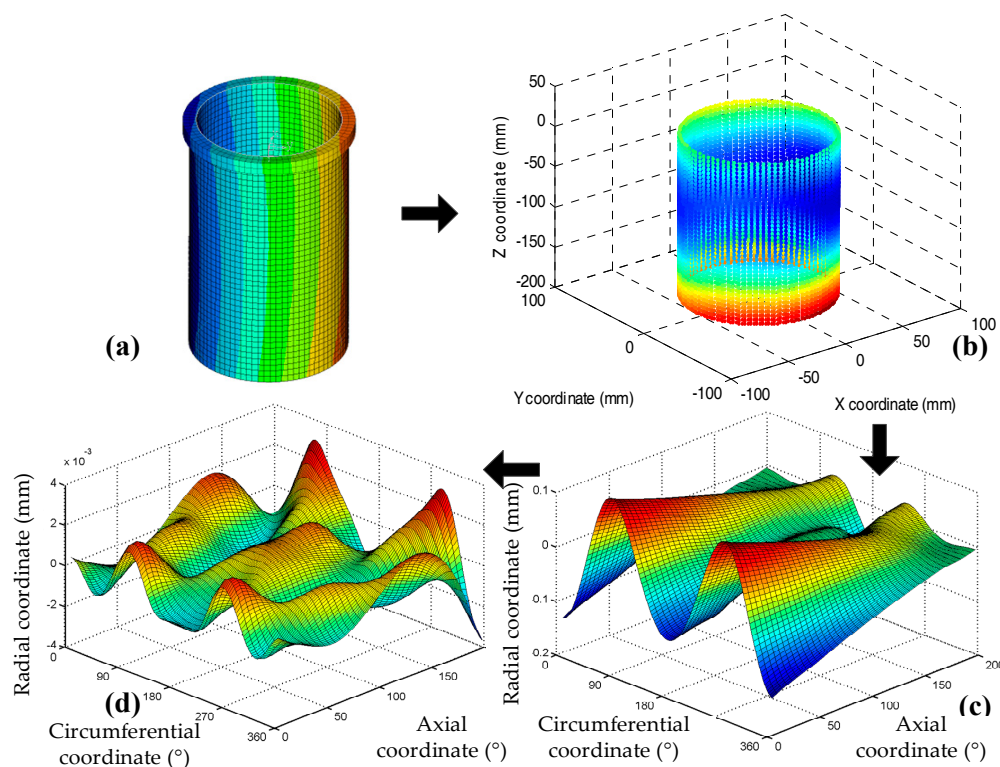 (a)
50
0
-50
-100
-150
-200
Z coordinate (mm)
100
0
-100
Y coordinate (mm)
-100
-50
0
50
100
X coordinate (mm)
(b)
x 10⁻³
4
2
0
-2
-4
Radial coordinate (mm)
0
90
180
270
360
Circumferential
coordinate (°)
0
50
100
150
Axial
coordinate (°)
(d)
0.1
0
0.1
0.2
Radial coordinate (mm)
0
90
180
360
Circumferential
coordinate (°)
0
50
100
150
200
Axial
coordinate (°)
(c)